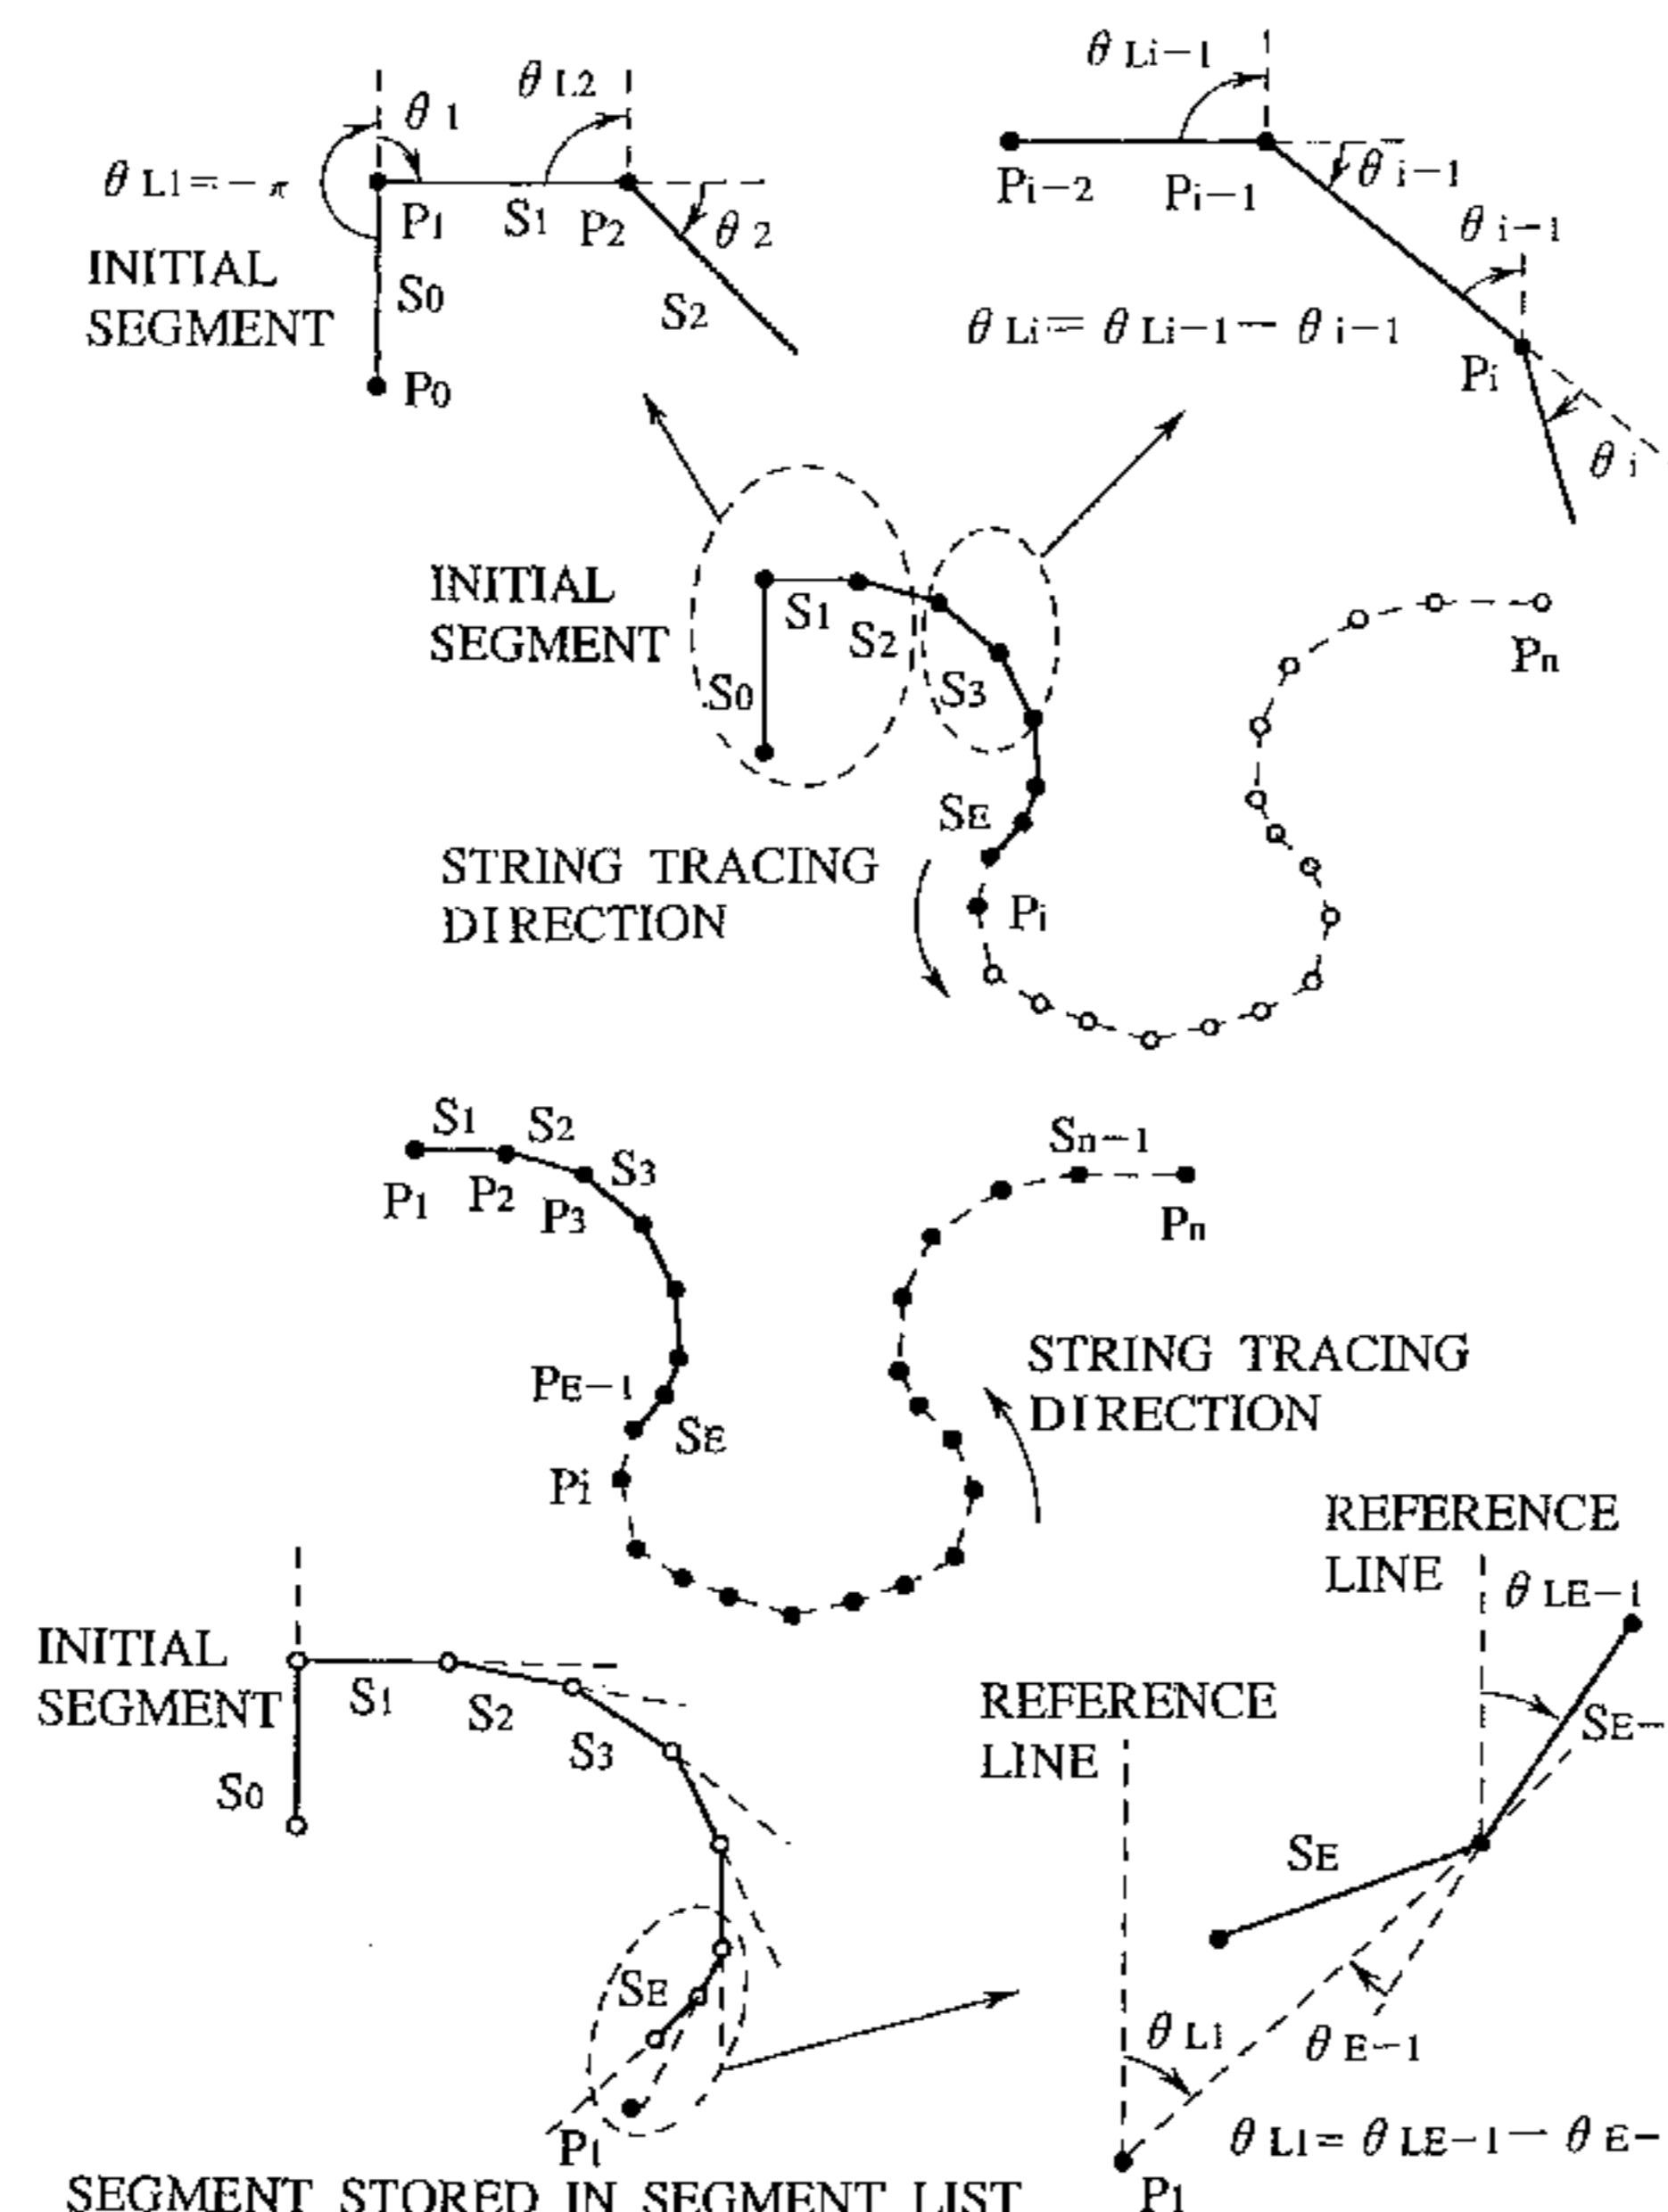 θ Li−1
θ L2
θ 1
θ L1=−π
P1
S1
P2
θ 2
Pi−2
Pi−1
θ i−1
θ i−1
INITIAL
SEGMENT
S0
S2
θ Li= θ Li−1− θ i−1
P0
Pi
θ i
INITIAL
SEGMENT
S1
S2
S3
S0
Pn
SE
STRING TRACING
DIRECTION
Pi
S1
S2
S3
P1
P2
P3
Sn−1
Pn
PE−1
SE
Pi
STRING TRACING
DIRECTION
REFERENCE
LINE
θ LE−1
INITIAL
SEGMENT
S1
S2
S3
S0
REFERENCE
LINE
SE−
SE
SE
θ L1
θ E−1
P1
θ L1= θ LE−1− θ E−
P1
SEGMENT STORED IN SEGMENT LIST